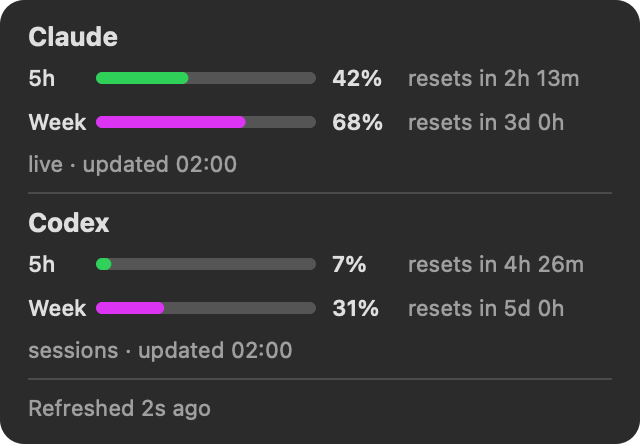 Claude
5h 42% resets in 2h 13m
Week 68% resets in 3d 0h
live · updated 02:00
Codex
5h 7% resets in 4h 26m
Week 31% resets in 5d 0h
sessions · updated 02:00
Refreshed 2s ago